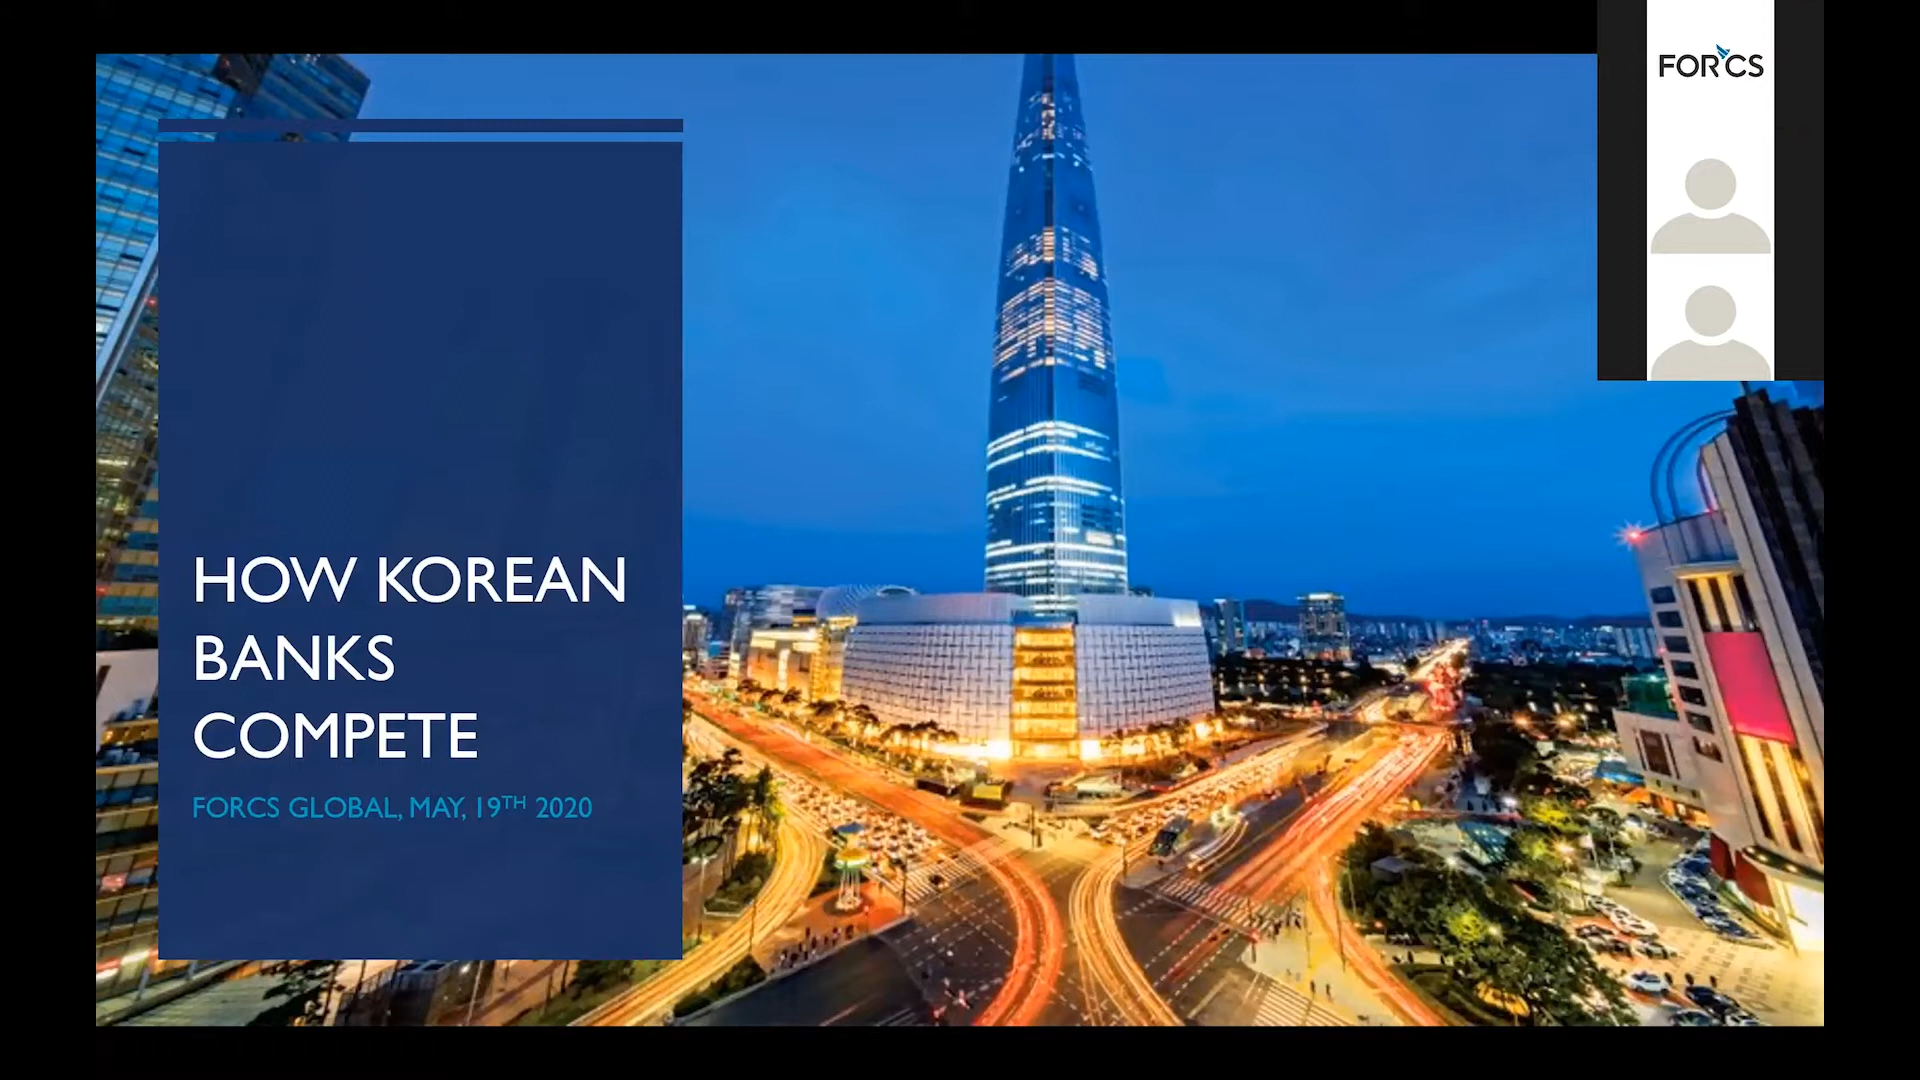 FORCS
HOW KOREAN
BANKS
COMPETE
FORCS GLOBAL, MAY, 19TH 2020